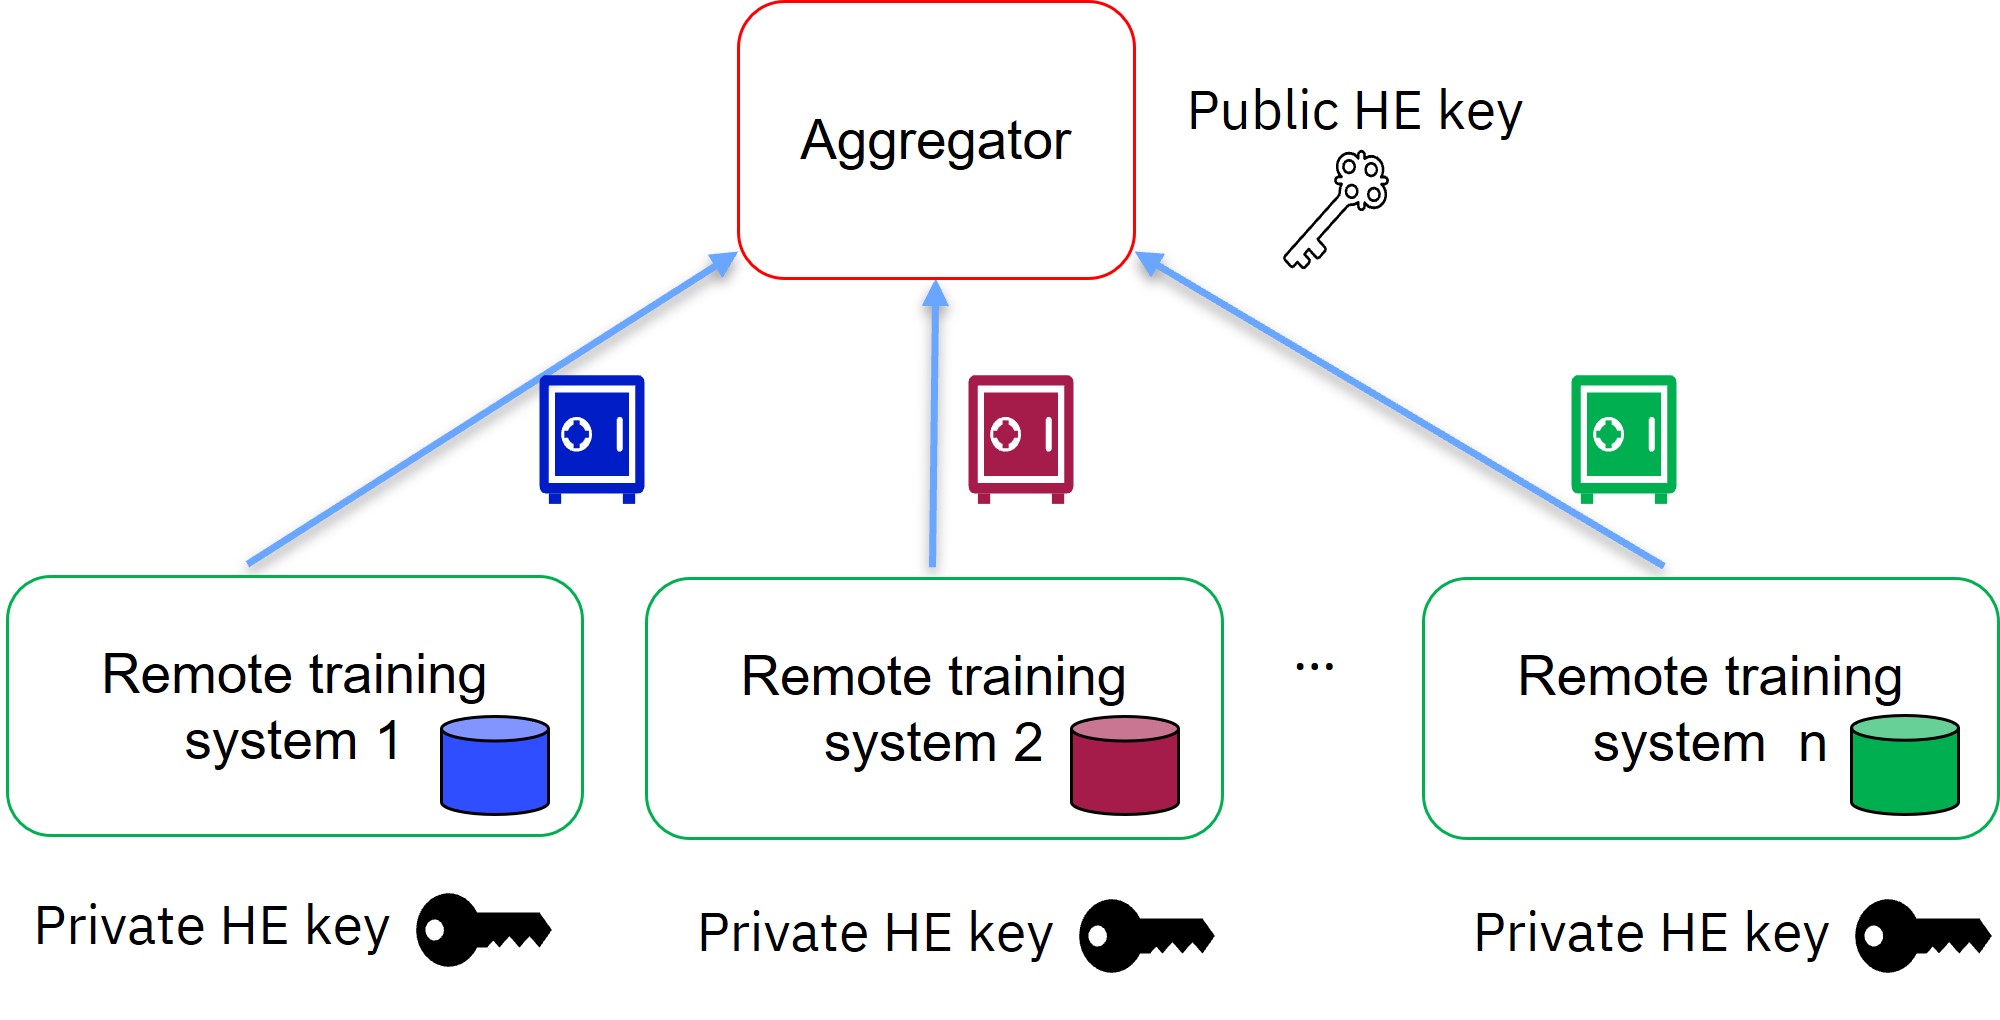 Aggregator
Public HE key
Remote training
system 1
Remote training
system 2
...
Remote training
system n
Private HE key
Private HE key
Private HE key